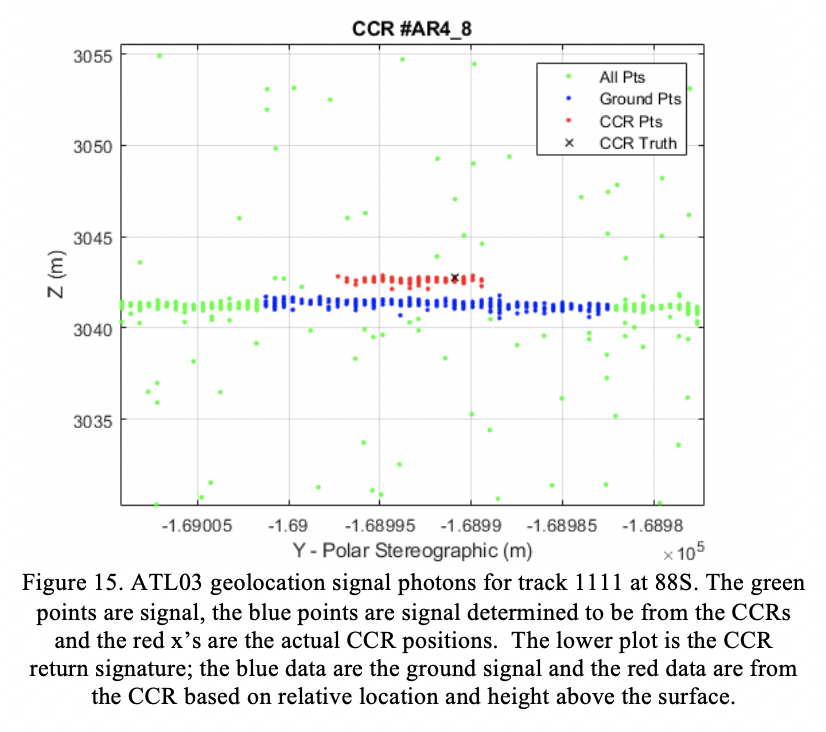 CCR #AR4_8
3055
3050
3045
3040
3035
Z (m)
All Pts
Ground Pts
CCR Pts
CCR Truth
-1.69005 -1.69 -1.68995 -1.6899 -1.68985 -1.6898
Y - Polar Stereographic (m)
×10^5
Figure 15. ATL03 geolocation signal photons for track 1111 at 88S. The green
points are signal, the blue points are signal determined to be from the CCRs
and the red x's are the actual CCR positions.  The lower plot is the CCR
return signature; the blue data are the ground signal and the red data are from
the CCR based on relative location and height above the surface.